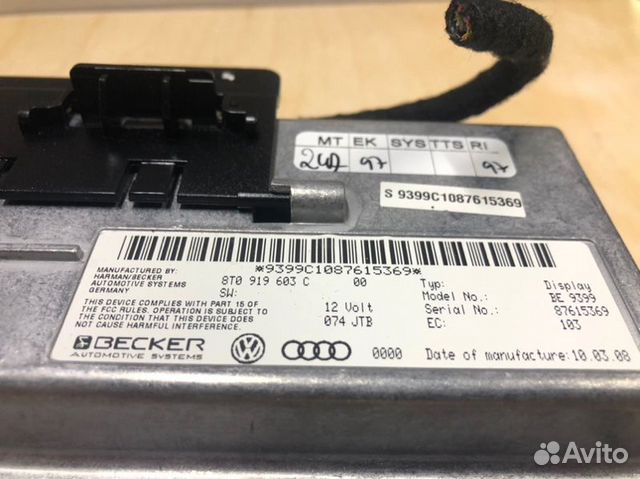 MT EK SYS TTS RI
97 97
S 9399C1087615369
*9399C1087615369*
MANUFACTURED BY:
HARMAN/BECKER
AUTOMOTIVE SYSTEMS
GERMANY
8T0 919 603 C 00
SW:
Typ: Display
Model No.: BE 9399
Serial No.: 87615369
EC: 103
THIS DEVICE COMPLIES WITH PART 15 OF
THE FCC RULES. OPERATION IS SUBJECT TO
THE CONDITION THAT THIS DEVICE DOES
NOT CAUSE HARMFUL INTERFERENCE.
12 Volt
074 JTB
BECKER
AUTOMOTIVE SYSTEMS
0000 Date of manufacture: 10.03.08
Avito